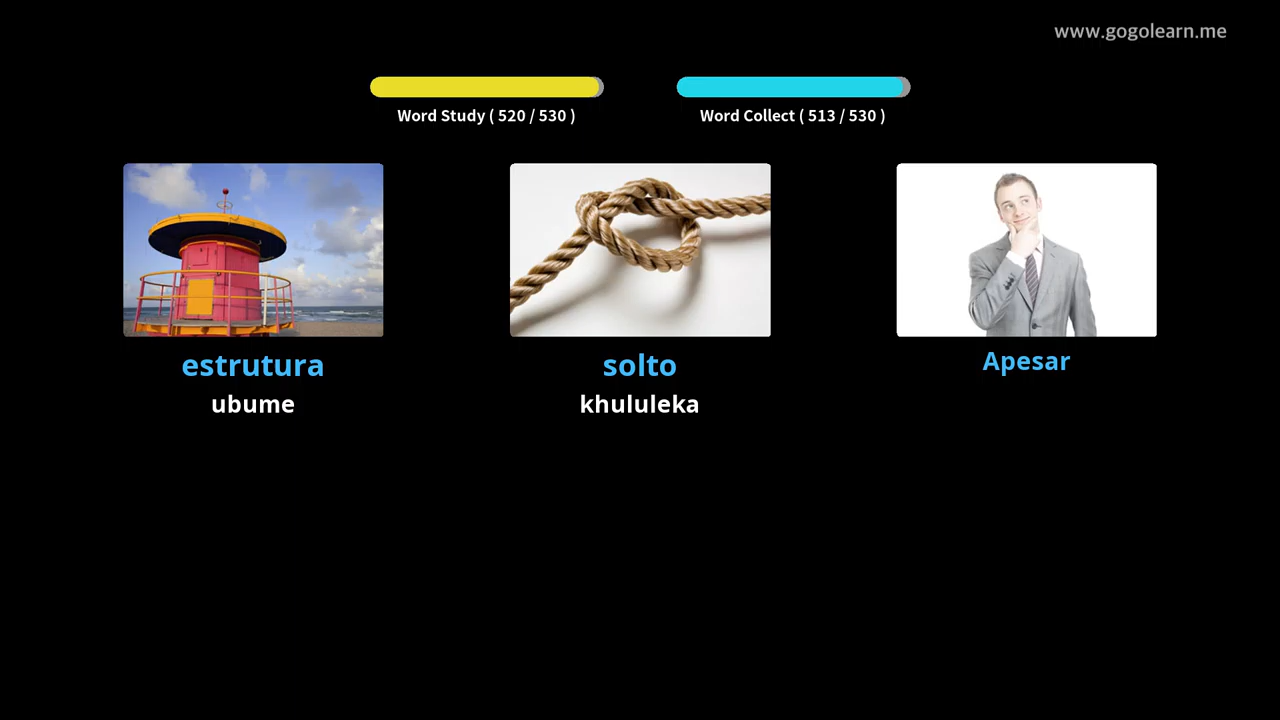 www.gogolearn.me
Word Study ( 520 / 530 )
Word Collect ( 513 / 530 )
estrutura
solto
Apesar
ubume
khululeka